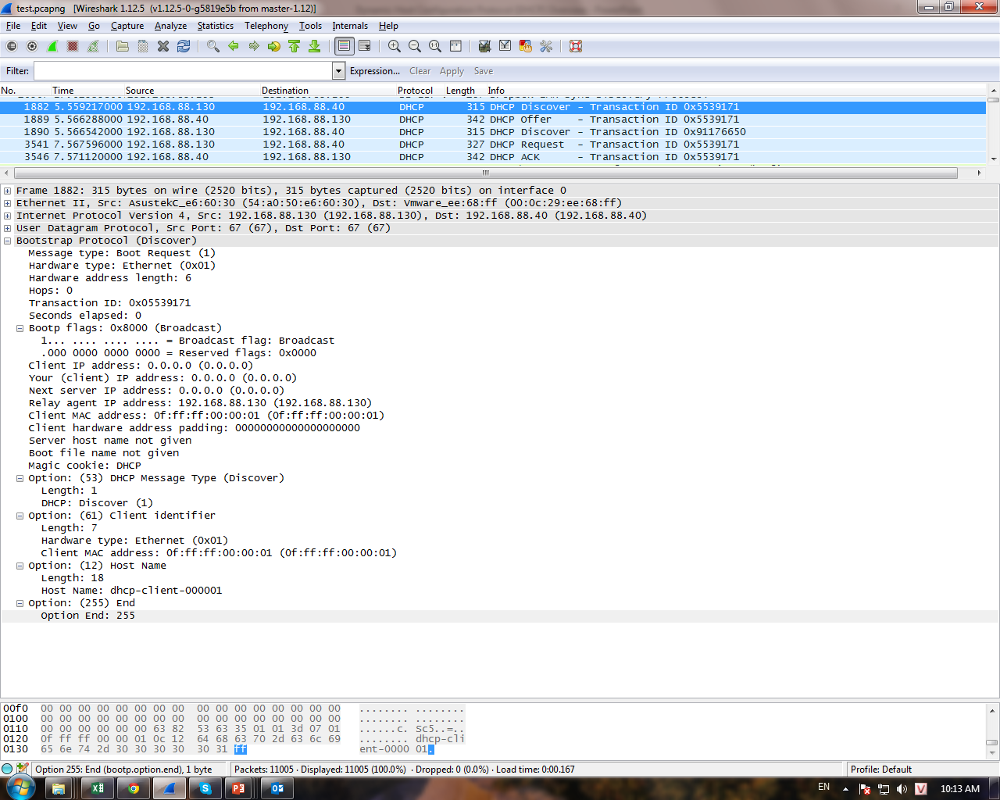 test.pcapng   [Wireshark 1.12.5  (v1.12.5-0-g5819e5b from master-1.12)]
File Edit View Go Capture Analyze Statistics Telephony Tools Internals Help
Filter: Expression... Clear Apply Save
No. Time Source Destination Protocol Length Info
1882 5.559217000 192.168.88.130 192.168.88.40 DHCP 315 DHCP Discover - Transaction ID 0x5539171
1889 5.566288000 192.168.88.40 192.168.88.130 DHCP 342 DHCP Offer - Transaction ID 0x5539171
1890 5.566542000 192.168.88.130 192.168.88.40 DHCP 315 DHCP Discover - Transaction ID 0x91176650
3541 7.567596000 192.168.88.130 192.168.88.40 DHCP 327 DHCP Request - Transaction ID 0x5539171
3546 7.571120000 192.168.88.40 192.168.88.130 DHCP 342 DHCP ACK - Transaction ID 0x5539171
Frame 1882: 315 bytes on wire (2520 bits), 315 bytes captured (2520 bits) on interface 0
Ethernet II, Src: AsustekC_e6:60:30 (54:a0:50:e6:60:30), Dst: Vmware_ee:68:ff (00:0c:29:ee:68:ff)
Internet Protocol Version 4, Src: 192.168.88.130 (192.168.88.130), Dst: 192.168.88.40 (192.168.88.40)
User Datagram Protocol, Src Port: 67 (67), Dst Port: 67 (67)
Bootstrap Protocol (Discover)
Message type: Boot Request (1)
Hardware type: Ethernet (0x01)
Hardware address length: 6
Hops: 0
Transaction ID: 0x05539171
Seconds elapsed: 0
Bootp flags: 0x8000 (Broadcast)
1... .... .... .... = Broadcast flag: Broadcast
.000 0000 0000 0000 = Reserved flags: 0x0000
Client IP address: 0.0.0.0 (0.0.0.0)
Your (client) IP address: 0.0.0.0 (0.0.0.0)
Next server IP address: 0.0.0.0 (0.0.0.0)
Relay agent IP address: 192.168.88.130 (192.168.88.130)
Client MAC address: 0f:ff:ff:00:00:01 (0f:ff:ff:00:00:01)
Client hardware address padding: 00000000000000000000
Server host name not given
Boot file name not given
Magic cookie: DHCP
Option: (53) DHCP Message Type (Discover)
Length: 1
DHCP: Discover (1)
Option: (61) Client identifier
Length: 7
Hardware type: Ethernet (0x01)
Client MAC address: 0f:ff:ff:00:00:01 (0f:ff:ff:00:00:01)
Option: (12) Host Name
Length: 18
Host Name: dhcp-client-000001
Option: (255) End
Option End: 255
00f0 00 00 00 00 00 00 00 00 00 00 00 00 00 00 00 00 ........ ........
0100 00 00 00 00 00 00 00 00 00 00 00 00 00 00 00 00 ........ ........
0110 00 00 00 00 00 00 63 82 53 63 35 01 01 3d 07 01 ......c. Sc5..=..
0120 0f ff ff 00 00 01 0c 12 64 68 63 70 2d 63 6c 69 ........ dhcp-cli
0130 65 6e 74 2d 30 30 30 30 30 31 ff ent-0000 01.
Option 255: End (bootp.option.end), 1 byte Packets: 11005 · Displayed: 11005 (100.0%) · Dropped: 0 (0.0%) · Load time: 0:00.167 Profile: Default
EN V 10:13 AM